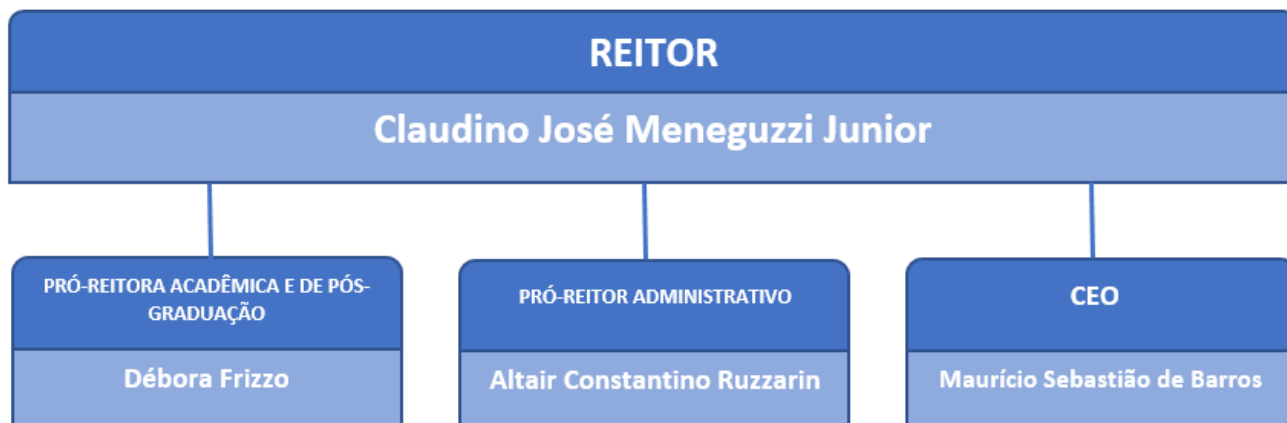 REITOR
Claudino José Meneguzzi Junior
PRÓ-REITORA ACADÊMICA E DE PÓS-
GRADUAÇÃO
Débora Frizzo
PRÓ-REITOR ADMINISTRATIVO
Altair Constantino Ruzzarin
CEO
Maurício Sebastião de Barros